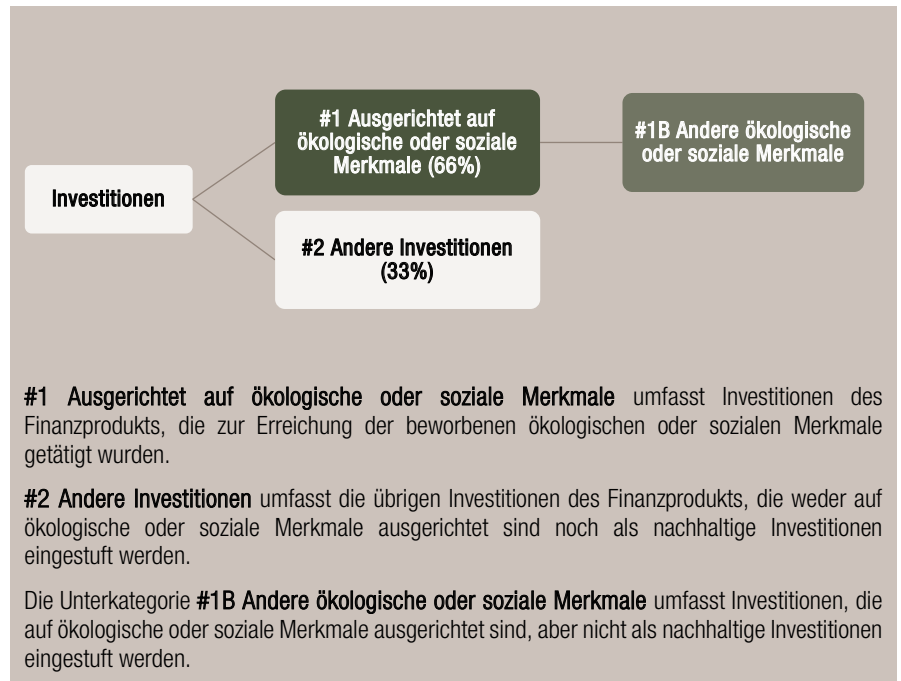 #1 Ausgerichtet auf
ökologische oder soziale
Merkmale (66%)
#1B Andere ökologische
oder soziale Merkmale
Investitionen
#2 Andere Investitionen
(33%)
#1 Ausgerichtet auf ökologische oder soziale Merkmale umfasst Investitionen des
Finanzprodukts, die zur Erreichung der beworbenen ökologischen oder sozialen Merkmale
getätigt wurden.
#2 Andere Investitionen umfasst die übrigen Investitionen des Finanzprodukts, die weder auf
ökologische oder soziale Merkmale ausgerichtet sind noch als nachhaltige Investitionen
eingestuft werden.
Die Unterkategorie #1B Andere ökologische oder soziale Merkmale umfasst Investitionen, die
auf ökologische oder soziale Merkmale ausgerichtet sind, aber nicht als nachhaltige Investitionen
eingestuft werden.